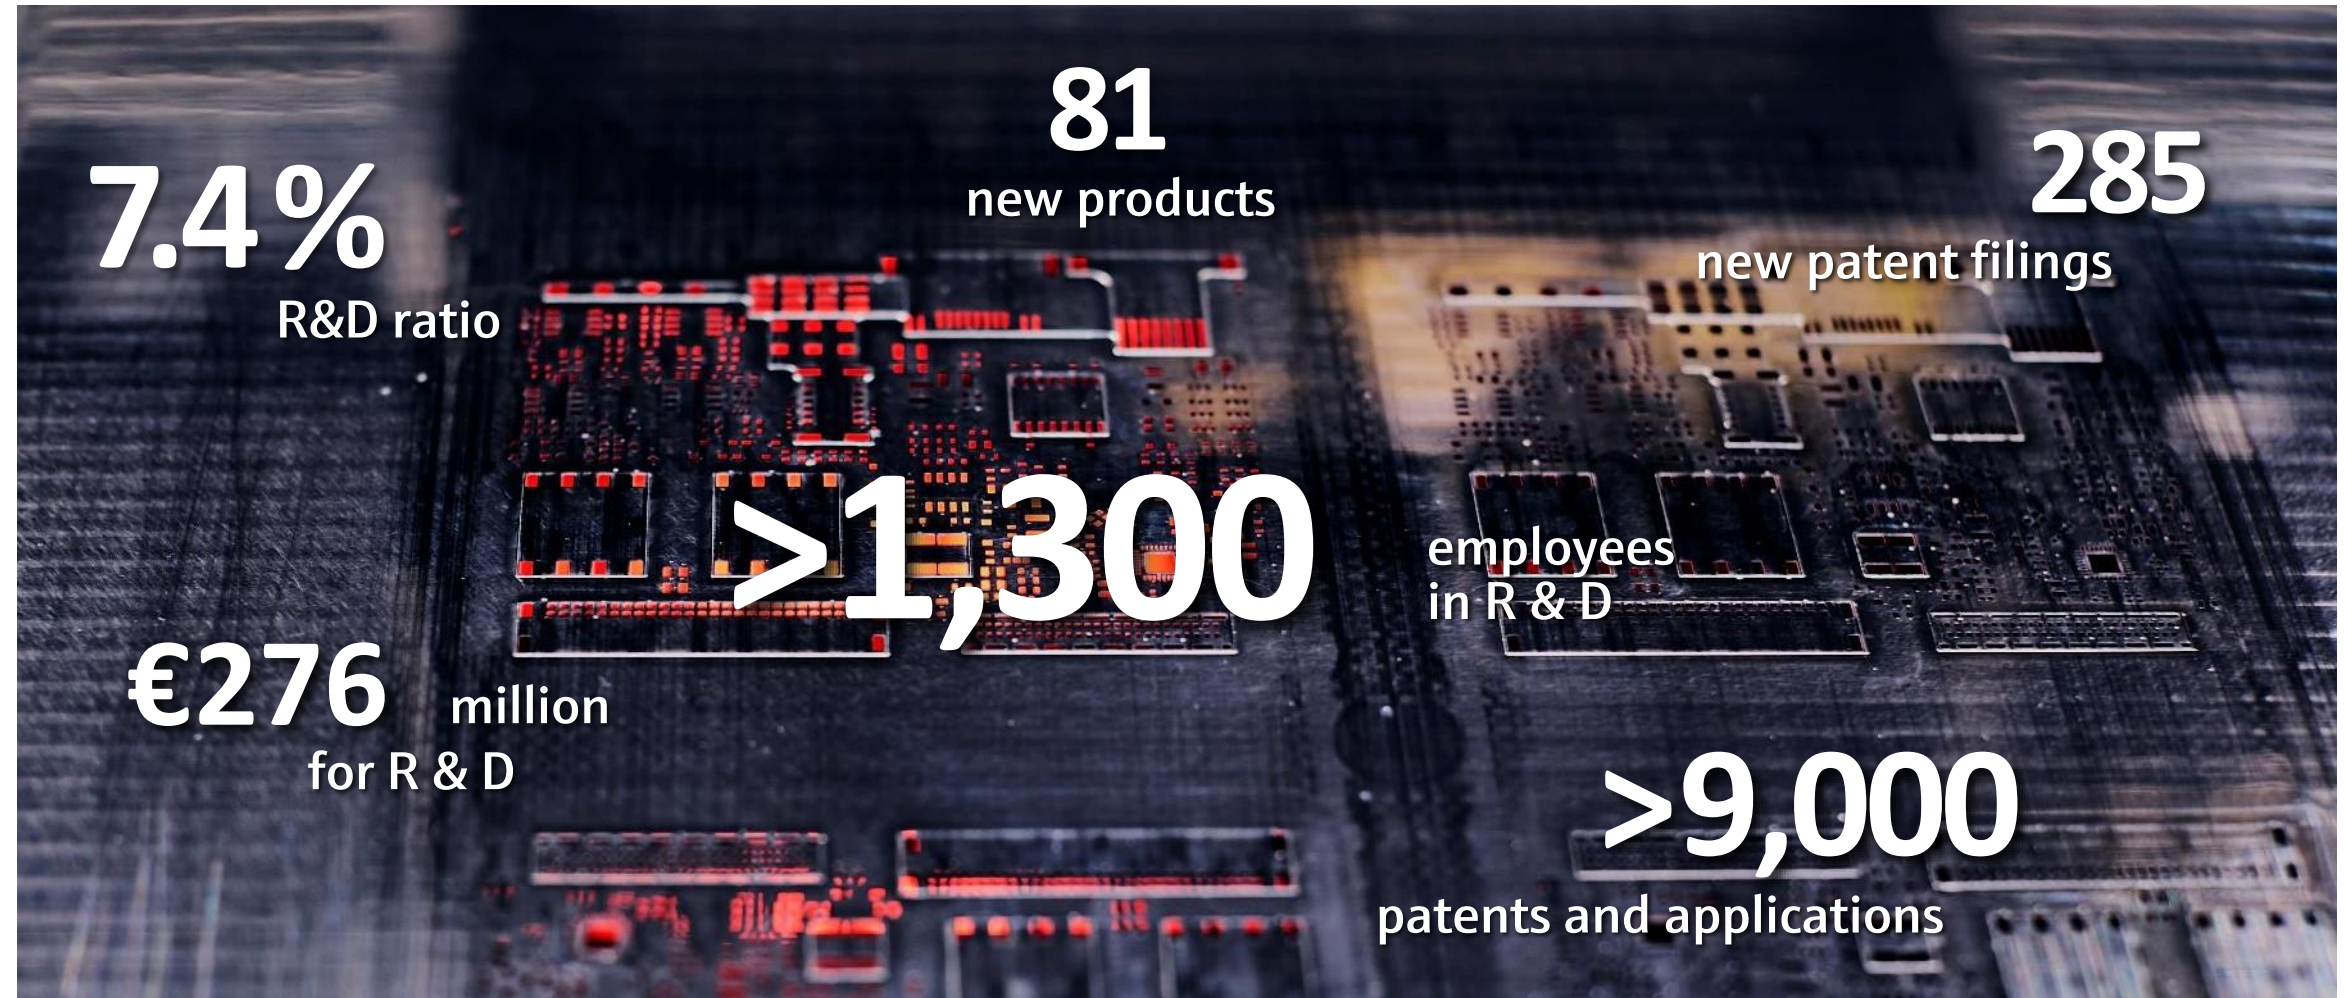 81
new products
285
new patent filings
7.4%
R&D ratio
>1,300
employees
in R & D
€276 million
for R & D
>9,000
patents and applications